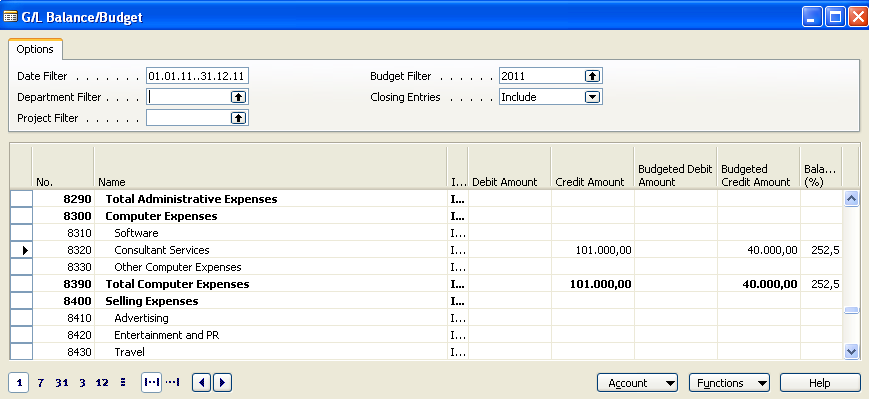 G/L Balance/Budget
Options
Date Filter . . . . . . . 01.01.11..31.12.11 Budget Filter . . . . . . 2011
Department Filter . . . . Closing Entries . . . . . Include
Project Filter . . . . . .
Budgeted Debit Budgeted Bala...
No. Name I... Debit Amount Credit Amount Amount Credit Amount (%)
8290 Total Administrative Expenses I...
8300 Computer Expenses I...
8310 Software I...
8320 Consultant Services I... 101.000,00 40.000,00 252,5
8330 Other Computer Expenses I...
8390 Total Computer Expenses I... 101.000,00 40.000,00 252,5
8400 Selling Expenses I...
8410 Advertising I...
8420 Entertainment and PR I...
8430 Travel I...
1 7 31 3 12 Account Functions Help